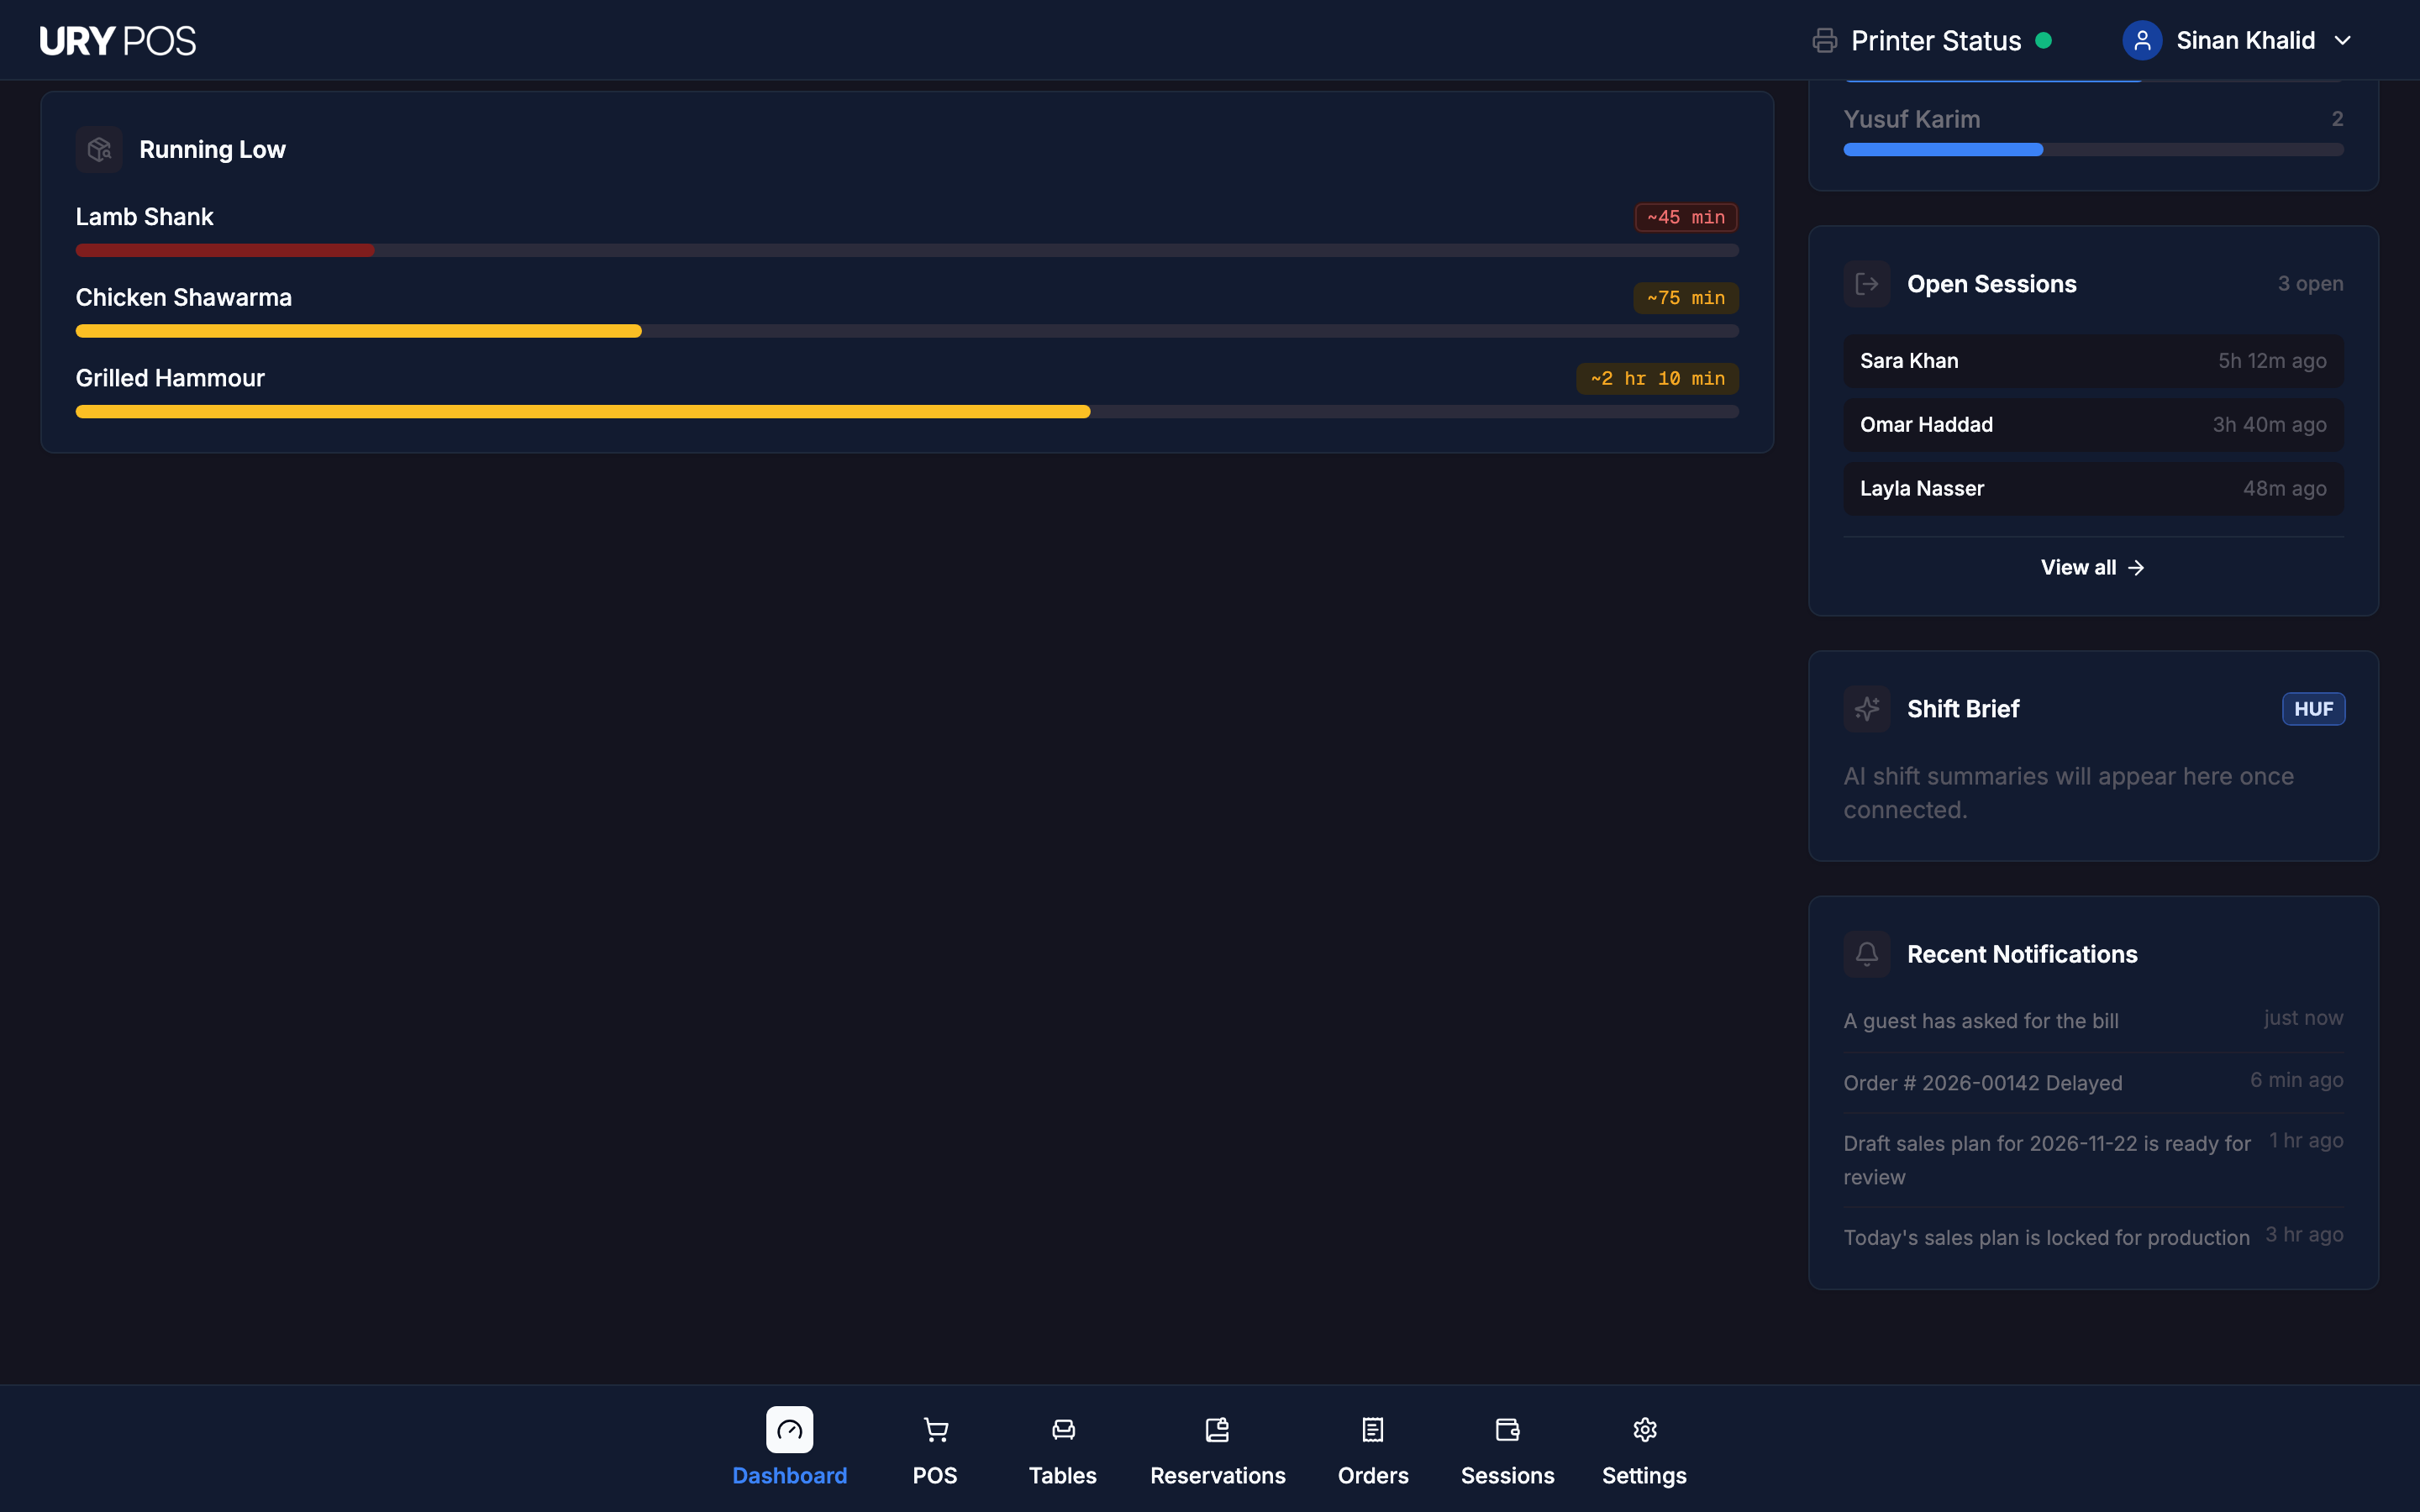 URY POS
Printer Status
Sinan Khalid
Running Low
Lamb Shank
~45 min
Chicken Shawarma
~75 min
Grilled Hammour
~2 hr 10 min
Yusuf Karim
2
Open Sessions
3 open
Sara Khan
5h 12m ago
Omar Haddad
3h 40m ago
Layla Nasser
48m ago
View all
Shift Brief
HUF
AI shift summaries will appear here once
connected.
Recent Notifications
A guest has asked for the bill
just now
Order # 2026-00142 Delayed
6 min ago
Draft sales plan for 2026-11-22 is ready for
review
1 hr ago
Today's sales plan is locked for production
3 hr ago
Dashboard
POS
Tables
Reservations
Orders
Sessions
Settings